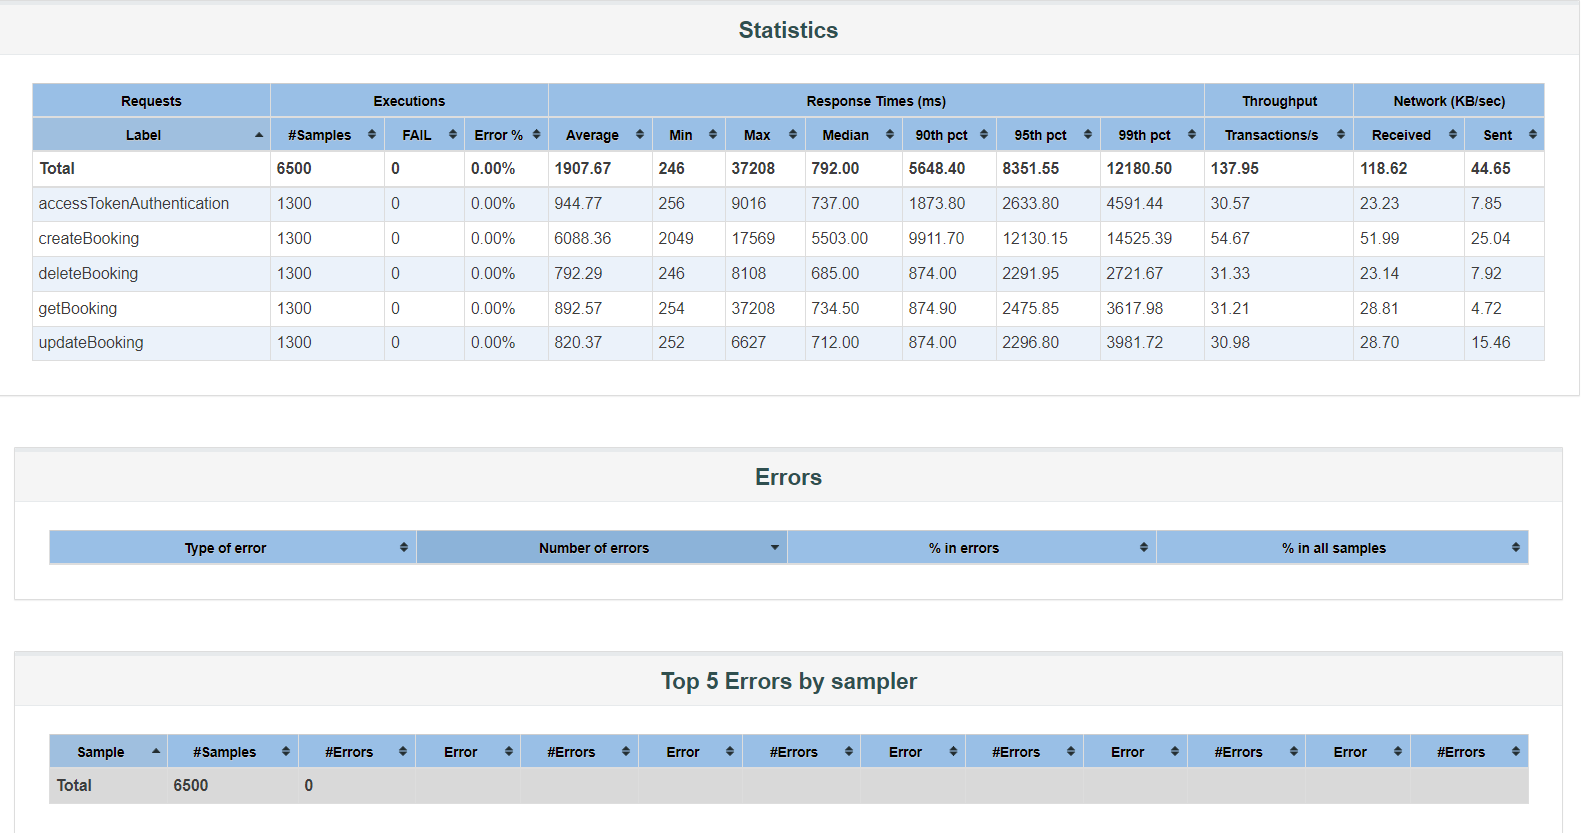 Statistics
Requests Executions Response Times (ms) Throughput Network (KB/sec)
Label #Samples FAIL Error % Average Min Max Median 90th pct 95th pct 99th pct Transactions/s Received Sent
Total 6500 0 0.00% 1907.67 246 37208 792.00 5648.40 8351.55 12180.50 137.95 118.62 44.65
accessTokenAuthentication 1300 0 0.00% 944.77 256 9016 737.00 1873.80 2633.80 4591.44 30.57 23.23 7.85
createBooking 1300 0 0.00% 6088.36 2049 17569 5503.00 9911.70 12130.15 14525.39 54.67 51.99 25.04
deleteBooking 1300 0 0.00% 792.29 246 8108 685.00 874.00 2291.95 2721.67 31.33 23.14 7.92
getBooking 1300 0 0.00% 892.57 254 37208 734.50 874.90 2475.85 3617.98 31.21 28.81 4.72
updateBooking 1300 0 0.00% 820.37 252 6627 712.00 874.00 2296.80 3981.72 30.98 28.70 15.46
Errors
Type of error Number of errors % in errors % in all samples
Top 5 Errors by sampler
Sample #Samples #Errors Error #Errors Error #Errors Error #Errors Error #Errors Error #Errors
Total 6500 0